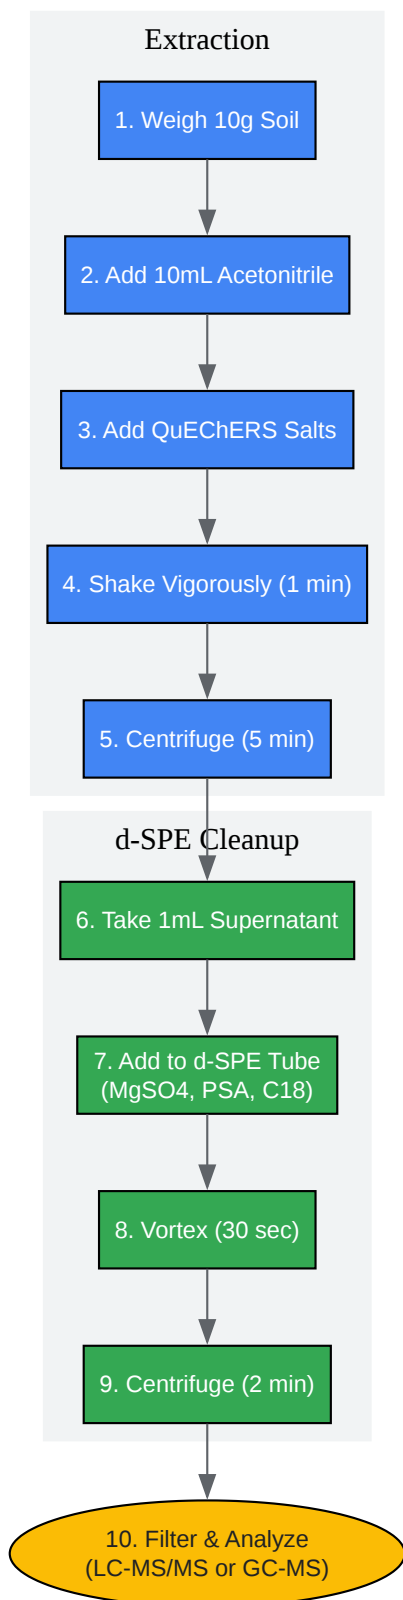 Extraction
1. Weigh 10g Soil
2. Add 10mL Acetonitrile
3. Add QuEChERS Salts
4. Shake Vigorously (1 min)
5. Centrifuge (5 min)
d-SPE Cleanup
6. Take 1mL Supernatant
7. Add to d-SPE Tube
(MgSO4, PSA, C18)
8. Vortex (30 sec)
9. Centrifuge (2 min)
10. Filter & Analyze
(LC-MS/MS or GC-MS)